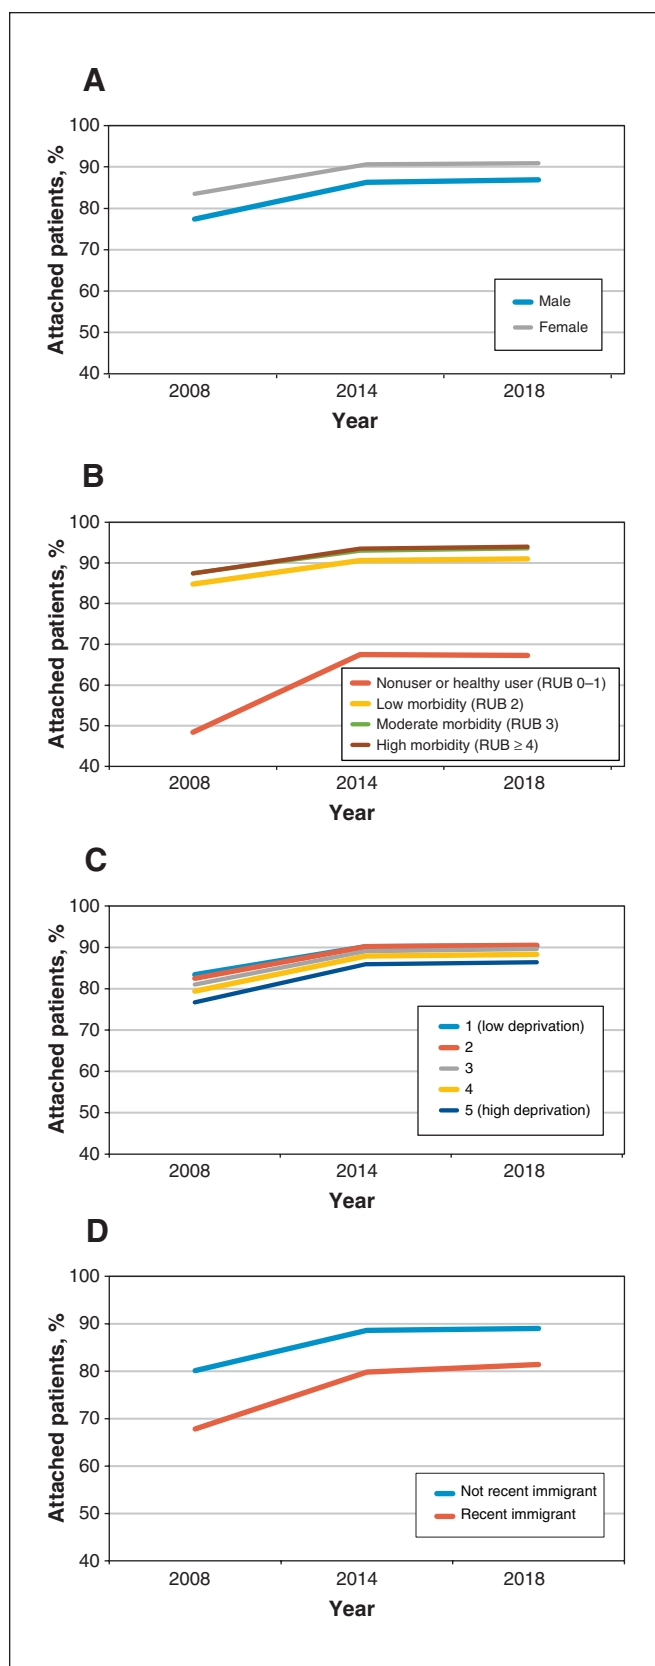 A
Attached patients, %
100
90
80
70
60
50
40
Male
Female
2008 2014 2018
Year
B
Attached patients, %
100
90
80
70
60
50
40
Nonuser or healthy user (RUB 0–1)
Low morbidity (RUB 2)
Moderate morbidity (RUB 3)
High morbidity (RUB ≥ 4)
2008 2014 2018
Year
C
Attached patients, %
100
90
80
70
60
50
40
1 (low deprivation)
2
3
4
5 (high deprivation)
2008 2014 2018
Year
D
Attached patients, %
100
90
80
70
60
50
40
Not recent immigrant
Recent immigrant
2008 2014 2018
Year